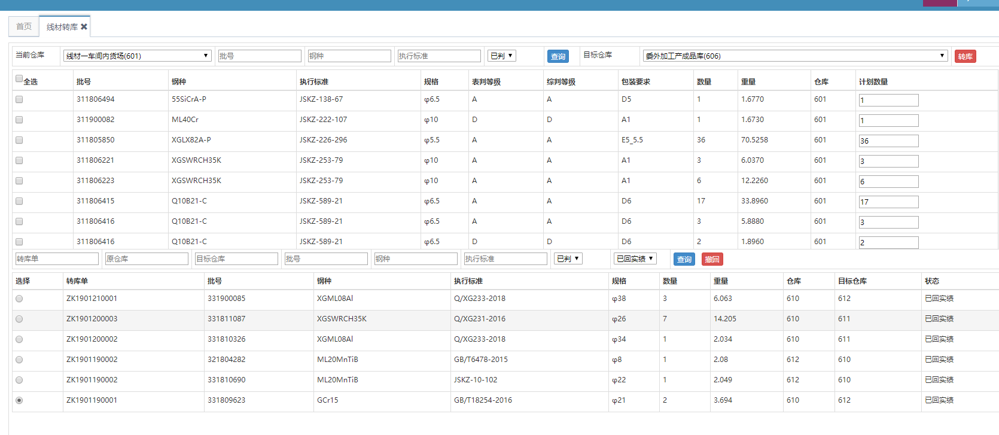 首页 线材转库
当前仓库 线材一车间内货场(601) 批号 钢种 执行标准 已判 查询 目标仓库 委外加工产成品库(606) 转库
全选 批号 钢种 执行标准 规格 表判等级 综判等级 包装要求 数量 重量 仓库 计划数量
311806494 55SiCrA-P JSKZ-138-67 φ6.5 A A D5 1 1.6770 601 1
311900082 ML40Cr JSKZ-222-107 φ10 D D A1 1 1.6730 601 1
311805850 XGLX82A-P JSKZ-226-296 φ5.5 A A E5_5.5 36 70.5258 601 36
311806221 XGSWRCH35K JSKZ-253-79 φ10 A A A1 3 6.0370 601 3
311806223 XGSWRCH35K JSKZ-253-79 φ10 A A A1 6 12.2260 601 6
311806415 Q10B21-C JSKZ-589-21 φ6.5 A A D6 17 33.8960 601 17
311806416 Q10B21-C JSKZ-589-21 φ6.5 A A D6 3 5.8880 601 3
311806416 Q10B21-C JSKZ-589-21 φ6.5 D D D6 2 1.8960 601 2
转库单 原仓库 目标仓库 批号 钢种 执行标准 已判 已回实绩 查询 撤回
选择 转库单 批号 钢种 执行标准 规格 数量 重量 仓库 目标仓库 状态
ZK1901210001 331900085 XGML08Al Q/XG233-2018 φ38 3 6.063 610 612 已回实绩
ZK1901200003 331811087 XGSWRCH35K Q/XG231-2016 φ26 7 14.205 610 611 已回实绩
ZK1901200002 331810326 XGML08Al Q/XG233-2018 φ34 1 2.034 610 611 已回实绩
ZK1901190002 321804282 ML20MnTiB GB/T6478-2015 φ8 1 2.08 612 610 已回实绩
ZK1901190002 331810690 ML20MnTiB JSKZ-10-102 φ22 1 2.049 612 610 已回实绩
ZK1901190001 331809623 GCr15 GB/T18254-2016 φ21 2 3.694 610 612 已回实绩